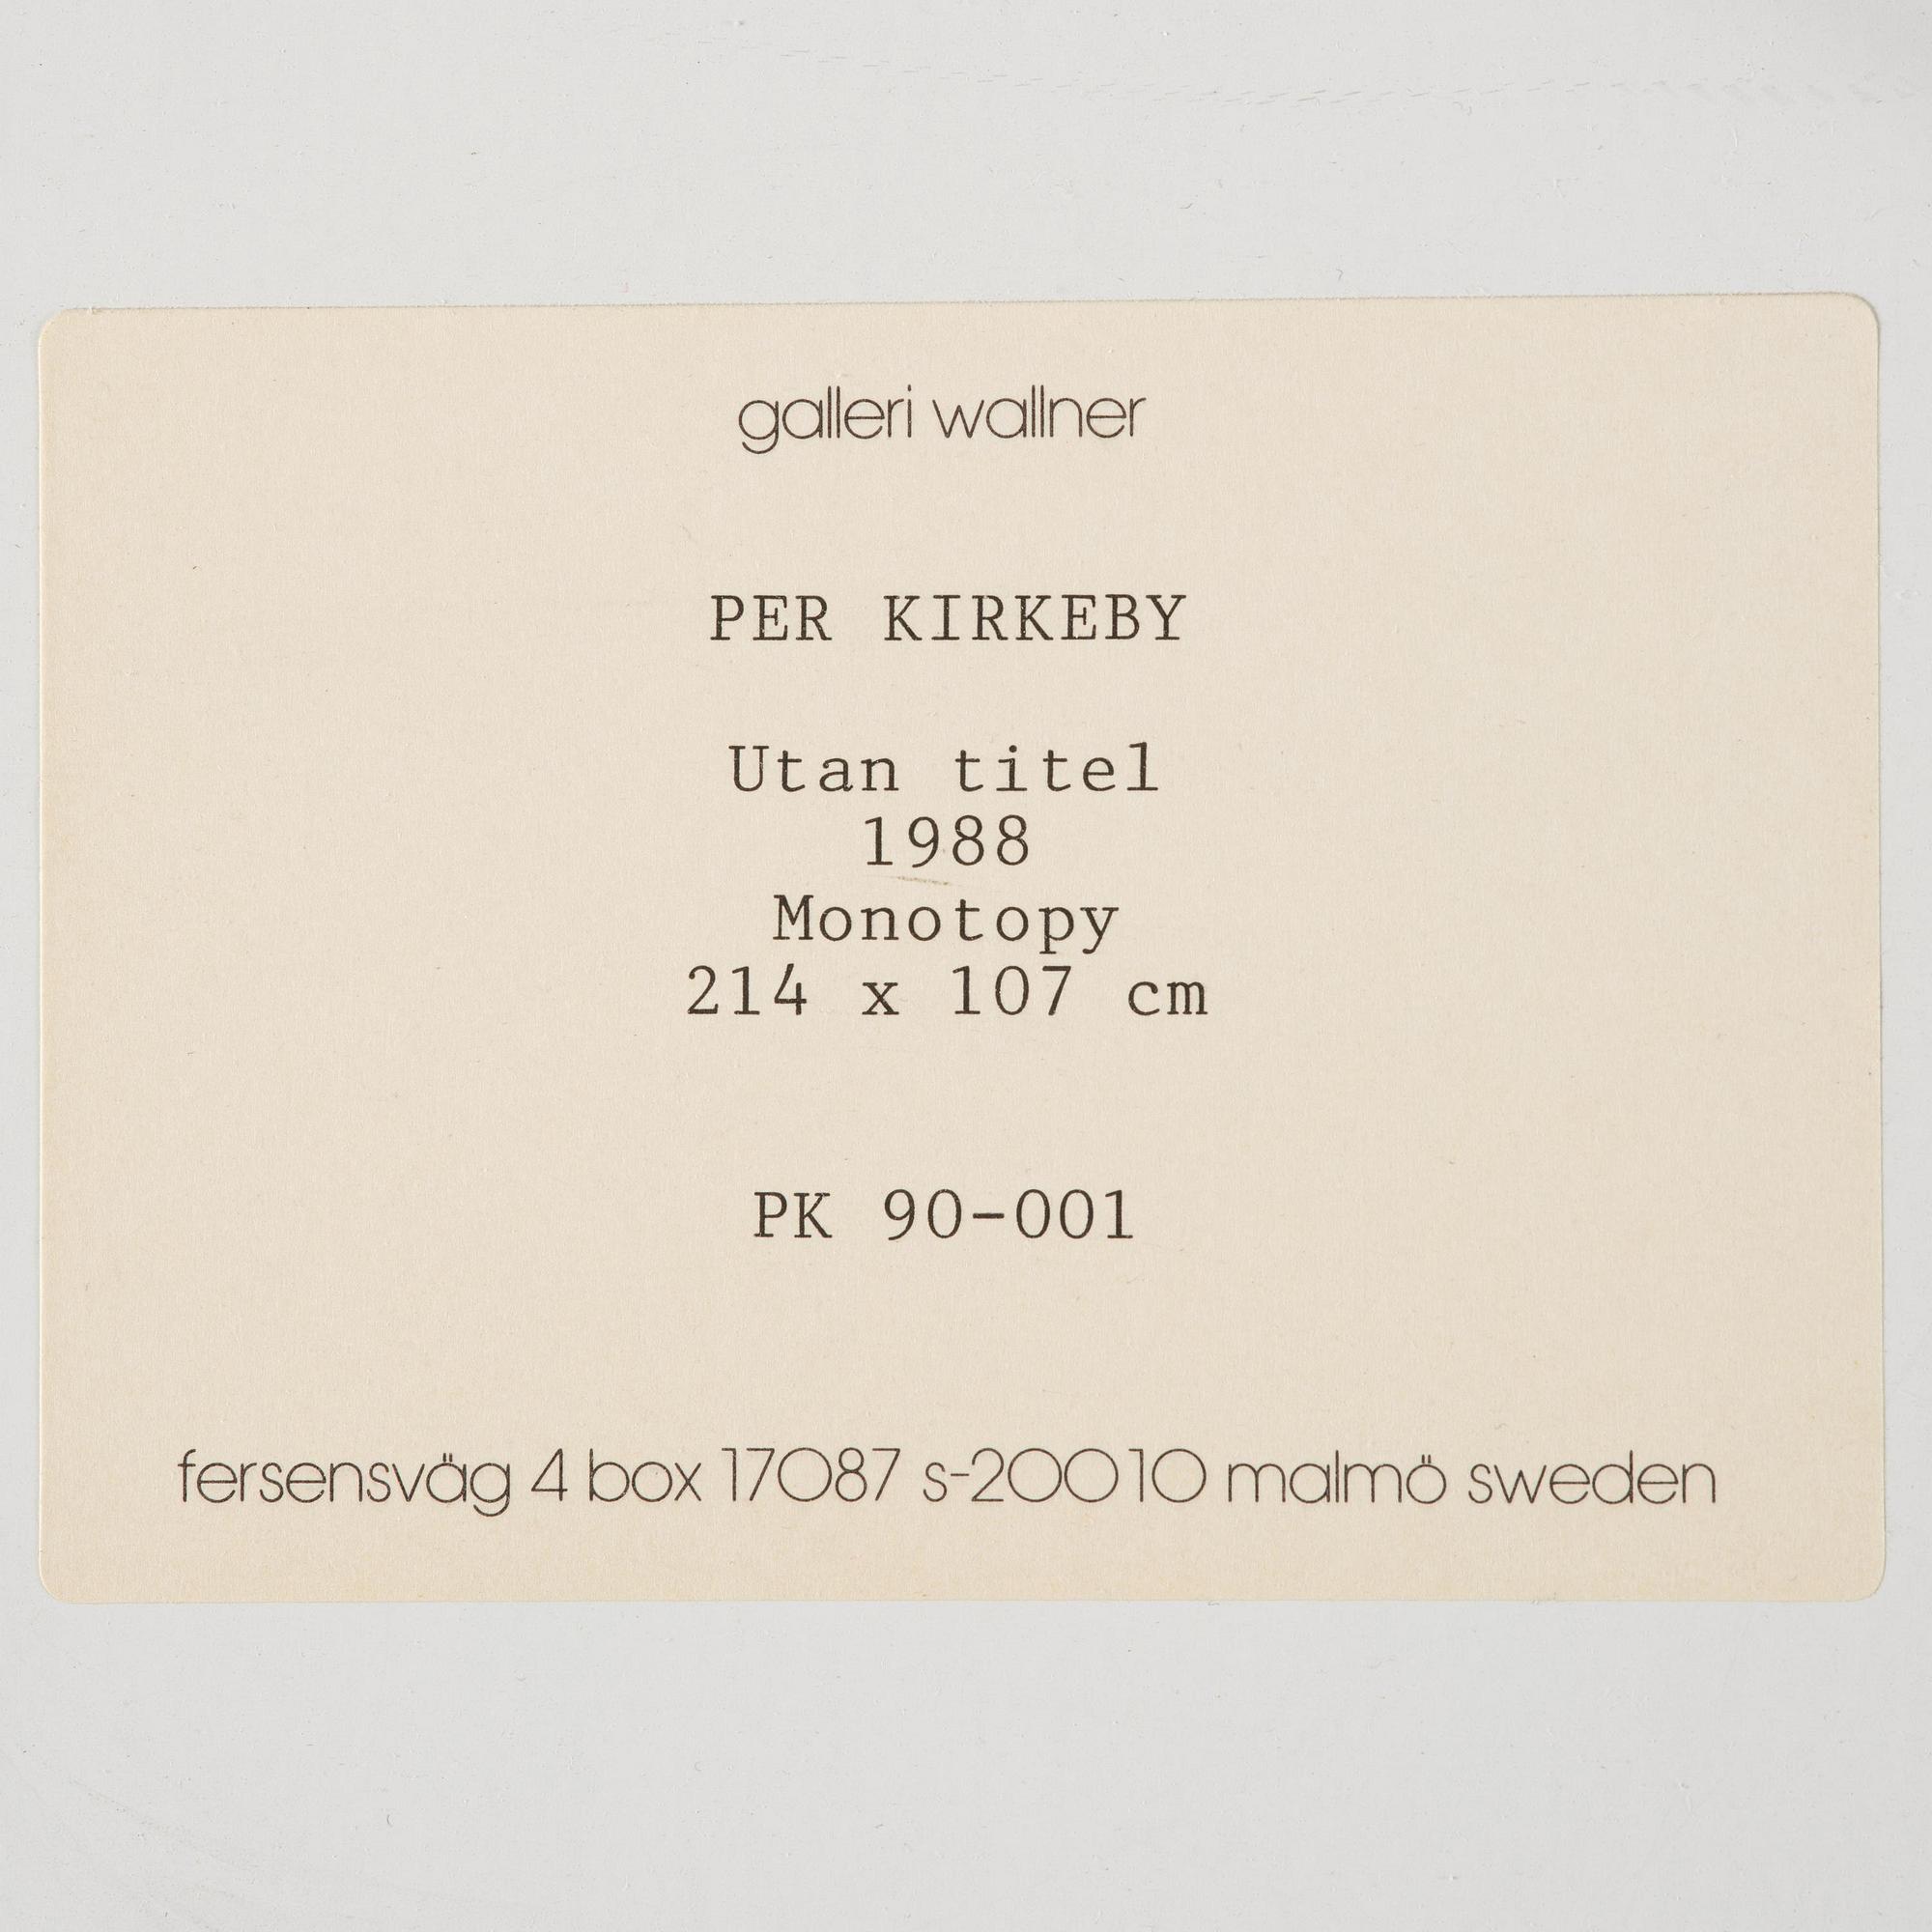 galleri wallner
PER KIRKEBY
Utan titel
1988
Monotopy
214 x 107 cm
PK 90-001
fersensväg 4 box 17087 s-20010 malmö sweden